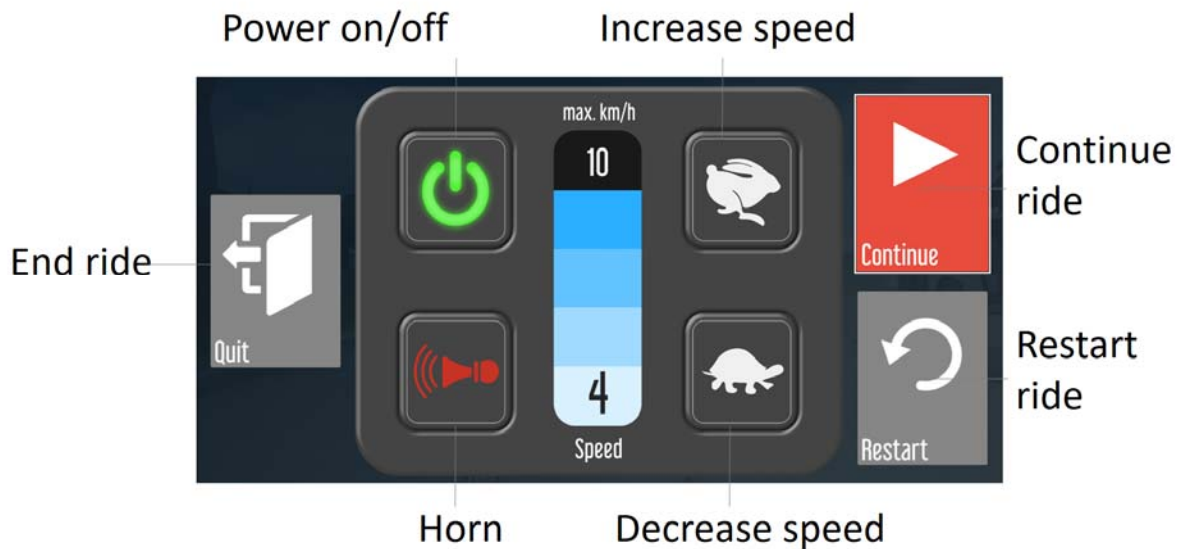 Power on/off
Increase speed
max. km/h
10
Continue
Continue
ride
End ride
Quit
4
Speed
Restart
Restart
ride
Horn
Decrease speed